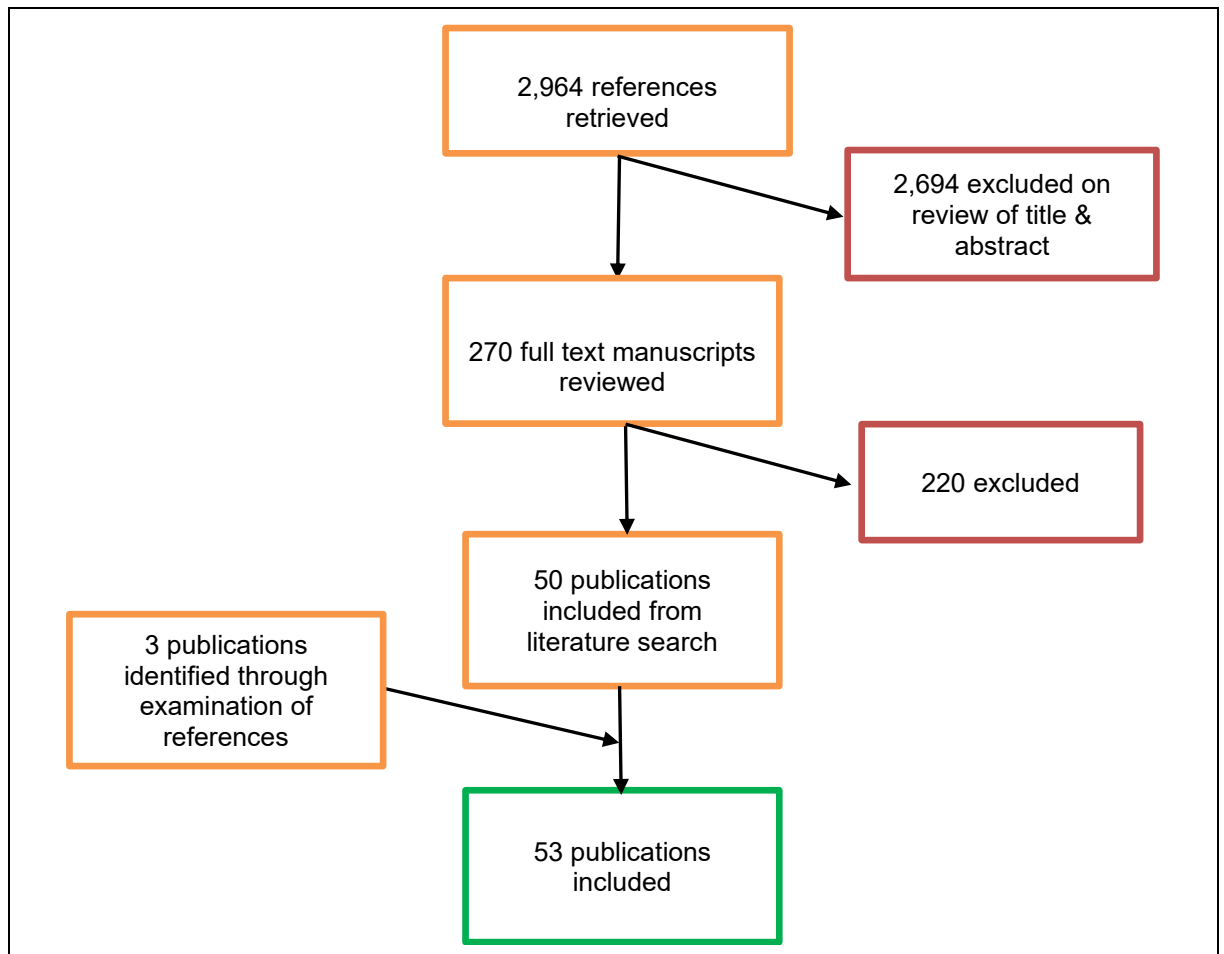 2,964 references
retrieved
2,694 excluded on
review of title &
abstract
270 full text manuscripts
reviewed
220 excluded
50 publications
included from
literature search
3 publications
identified through
examination of
references
53 publications
included